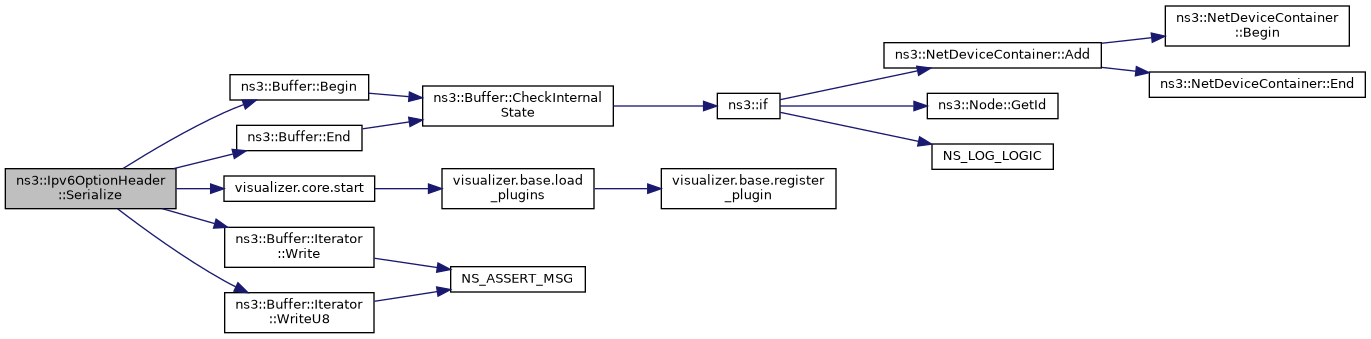 ns3::Ipv6OptionHeader
::Serialize
ns3::Buffer::Begin
ns3::Buffer::End
visualizer.core.start
ns3::Buffer::Iterator
::Write
ns3::Buffer::Iterator
::WriteU8
ns3::Buffer::CheckInternal
State
visualizer.base.load
_plugins
NS_ASSERT_MSG
visualizer.base.register
_plugin
ns3::if
ns3::NetDeviceContainer::Add
ns3::Node::GetId
NS_LOG_LOGIC
ns3::NetDeviceContainer
::Begin
ns3::NetDeviceContainer::End